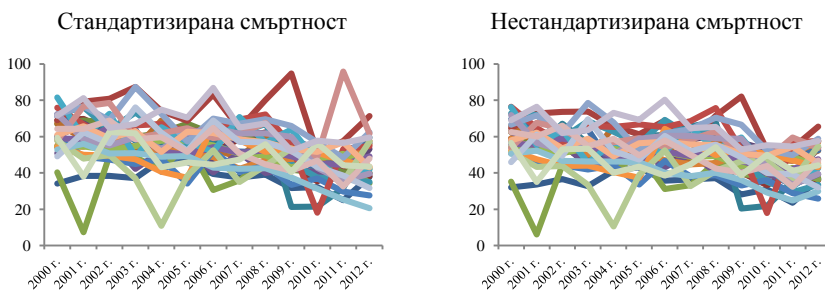 Стандартизирана смъртност
100
80
60
40
20
0
2000 г.
2001 г.
2002 г.
2003 г.
2004 г.
2005 г.
2006 г.
2007 г.
2008 г.
2009 г.
2010 г.
2011 г.
2012 г.
Нестандартизирана смъртност
100
80
60
40
20
0
2000 г.
2001 г.
2002 г.
2003 г.
2004 г.
2005 г.
2006 г.
2007 г.
2008 г.
2009 г.
2010 г.
2011 г.
2012 г.